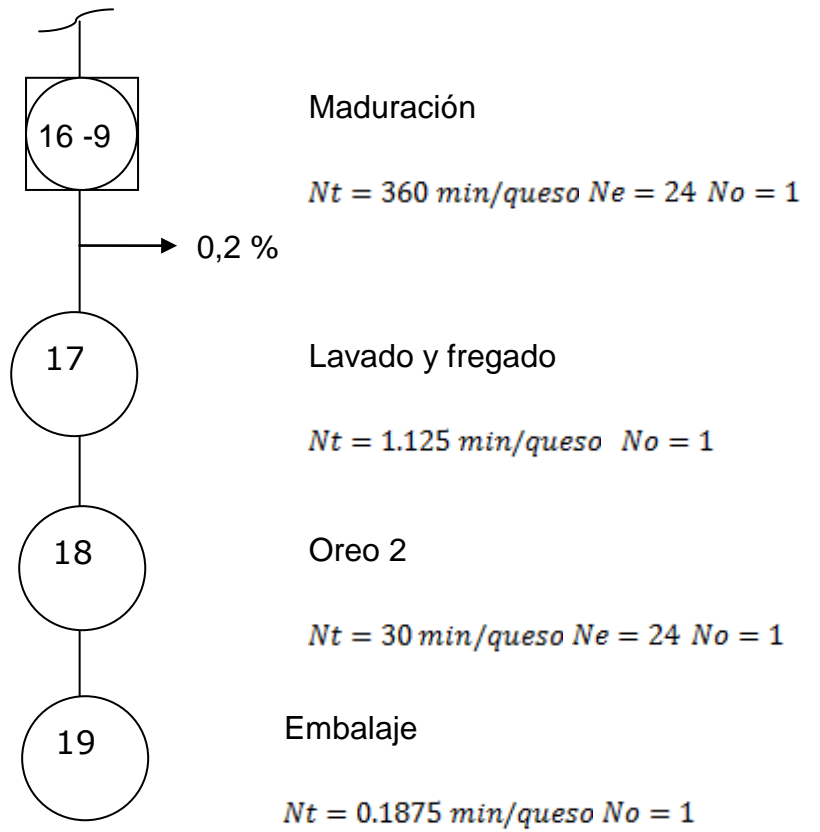 16 -9
Maduración
Nt = 360 min/queso Ne = 24 No = 1
0,2 %
17
Lavado y fregado
Nt = 1.125 min/queso No = 1
18
Oreo 2
Nt = 30 min/queso Ne = 24 No = 1
19
Embalaje
Nt = 0.1875 min/queso No = 1